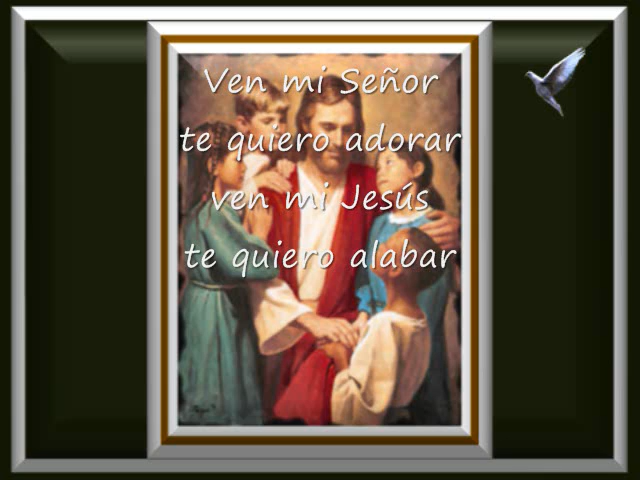 Ven mi Señor
te quiero adorar
ven mi Jesús
te quiero alabar